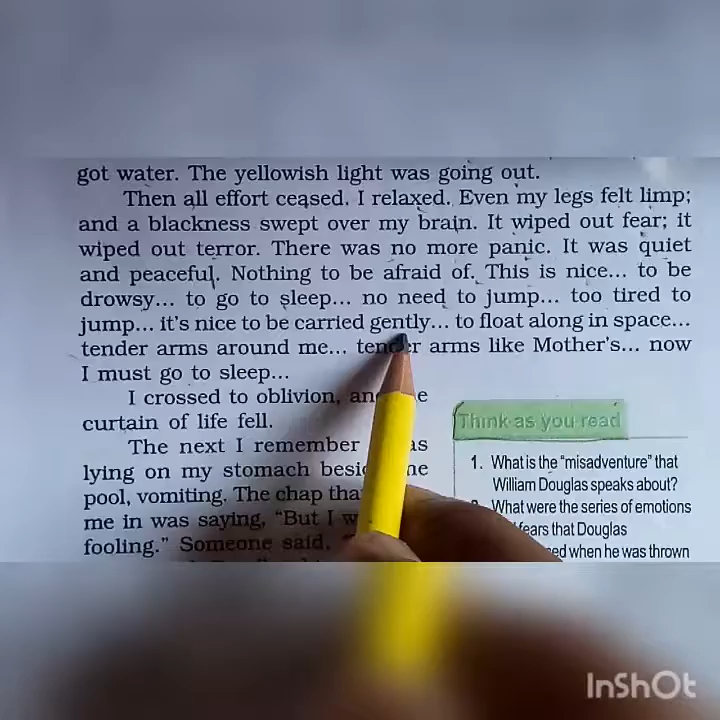 got water. The yellowish light was going out.
Then all effort ceased. I relaxed. Even my legs felt limp;
and a blackness swept over my brain. It wiped out fear; it
wiped out terror. There was no more panic. It was quiet
and peaceful. Nothing to be afraid of. This is nice... to be
drowsy... to go to sleep... no need to jump... too tired to
jump... it's nice to be carried gently... to float along in space...
tender arms around me... tender arms like Mother's... now
I must go to sleep...
I crossed to oblivion, and
curtain of life fell.
The next I remember
lying on my stomach
pool, vomiting. The chap
me in was saying, "But I
fooling." Someone said,
Think as you read
1. What is the "misadventure" that
William Douglas speaks about?
What were the series of emotions
fears that Douglas
when he was thrown
InShOt